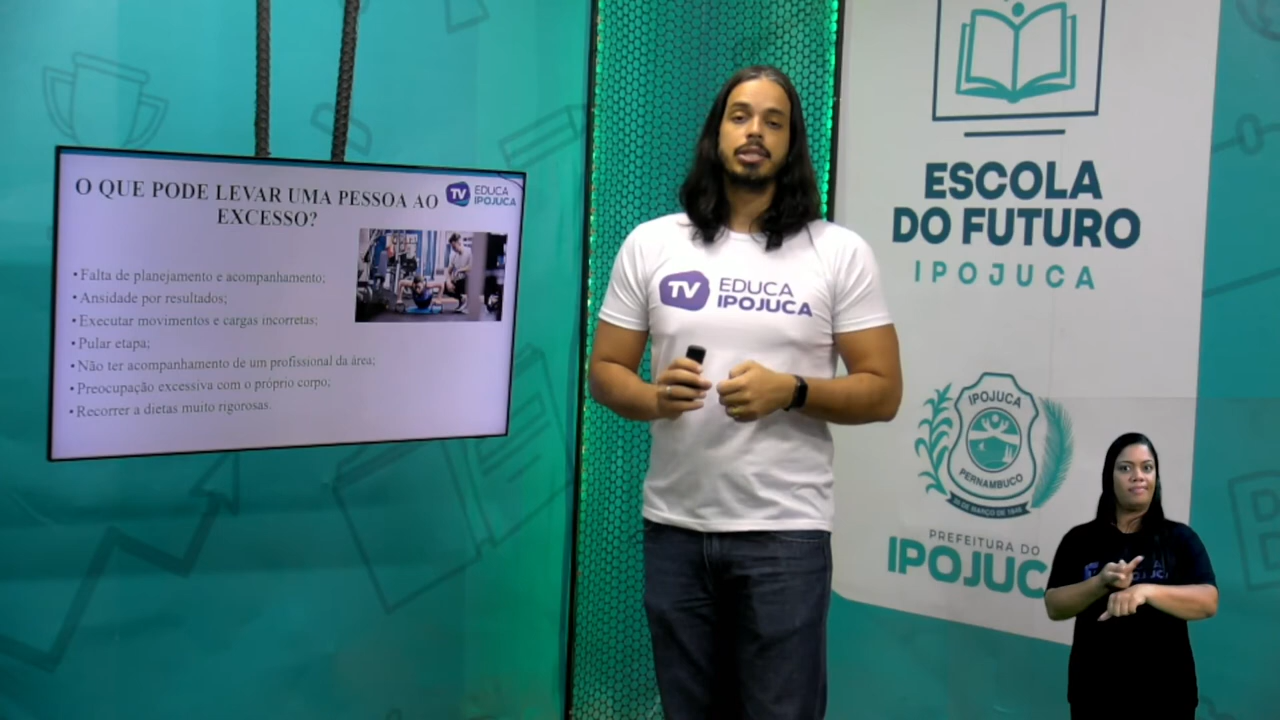 O QUE PODE LEVAR UMA PESSOA AO
EXCESSO?
TV EDUCA
IPOJUCA
• Falta de planejamento e acompanhamento;
• Ansidade por resultados;
• Executar movimentos e cargas incorretas;
• Pular etapa;
• Não ter acompanhamento de um profissional da área;
• Preocupação excessiva com o próprio corpo;
• Recorrer a dietas muito rigorosas.
TV EDUCA
IPOJUCA
ESCOLA
DO FUTURO
IPOJUCA
IPOJUCA
PERNAMBUCO
PREFEITURA DO
IPOJUC